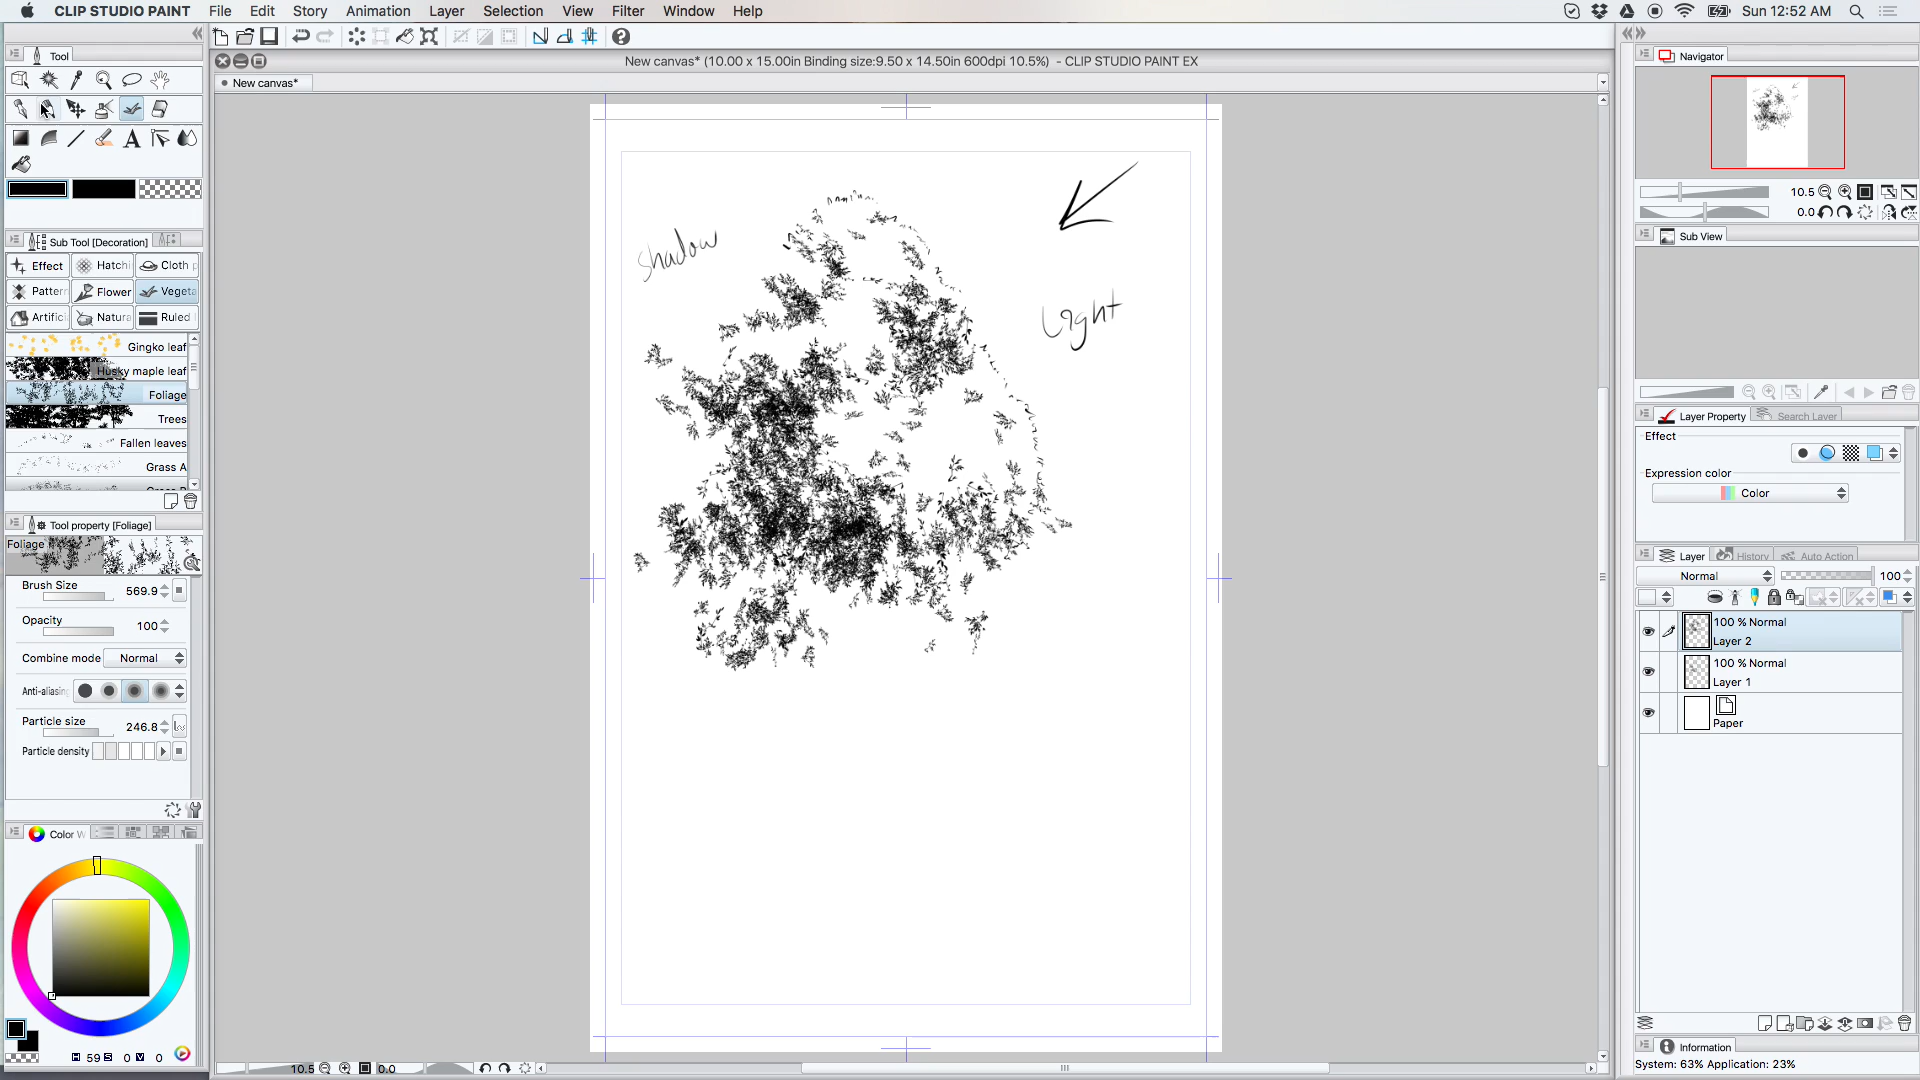 CLIP STUDIO PAINT File Edit Story Animation Layer Selection View Filter Window Help Sun 12:52 AM
New canvas* (10.00 x 15.00in Binding size:9.50 x 14.50in 600dpi 10.5%) - CLIP STUDIO PAINT EX
New canvas*
Tool
Sub Tool [Decoration]
Effect Hatchi Cloth p
Pattern Flower Vegeta
Artific Natura Ruled
Gingko leaf
Husky maple leaf
Foliage
Trees
Fallen leaves
Grass A
Tool property [Foliage]
Foliage
Brush Size 569.9
Opacity 100
Combine mode Normal
Anti-aliasing
Particle size 246.8
Particle density
Color W
H 59 S 0 V 0
Shadow
Light
10.5 0.0
Navigator
10.5
0.0
Sub View
Layer Property Search Layer
Effect
Expression color
Color
Layer History Auto Action
Normal 100
100 % Normal
Layer 2
100 % Normal
Layer 1
Paper
Information
System: 63% Application: 23%